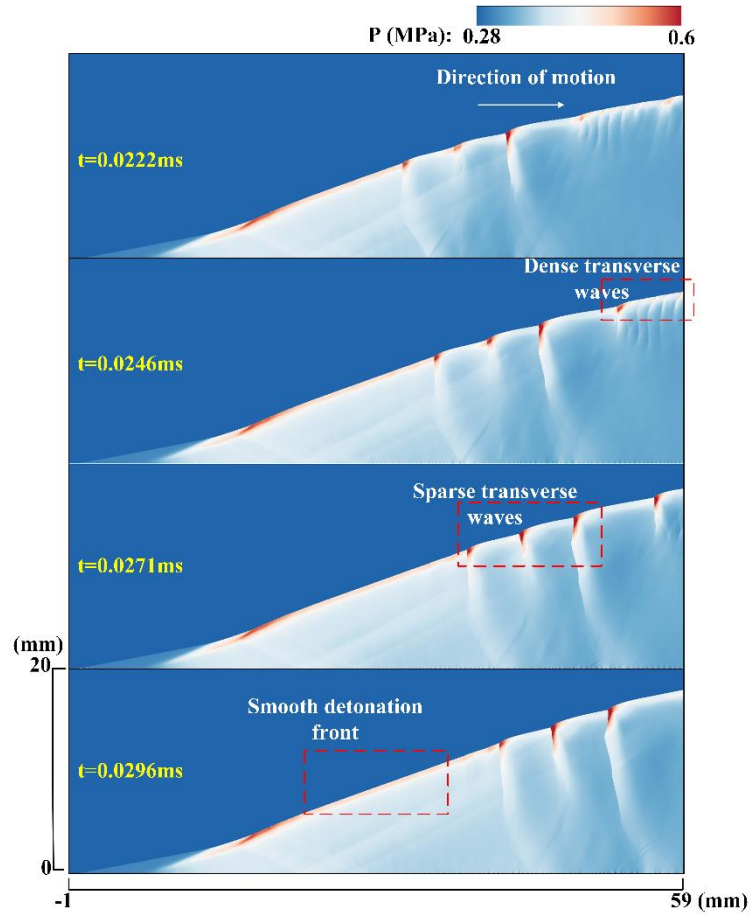 P (MPa): 0.28 0.6
Direction of motion
t=0.0222ms
Dense transverse
waves
t=0.0246ms
Sparse transverse
waves
t=0.0271ms
(mm)
20
Smooth detonation
front
t=0.0296ms
0
-1 59 (mm)